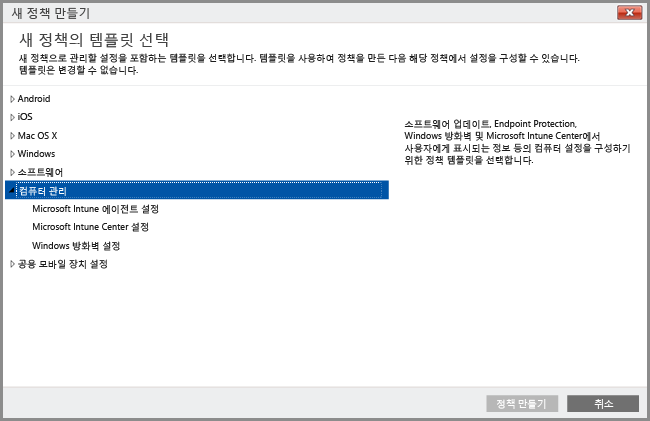 새 정책 만들기
새 정책의 템플릿 선택
새 정책으로 관리할 설정을 포함하는 템플릿을 선택합니다. 템플릿을 사용하여 정책을 만든 다음 해당 정책에서 설정을 구성할 수 있습니다.
템플릿은 변경할 수 없습니다.
Android
iOS
Mac OS X
Windows
소프트웨어
컴퓨터 관리
Microsoft Intune 에이전트 설정
Microsoft Intune Center 설정
Windows 방화벽 설정
공용 모바일 장치 설정
소프트웨어 업데이트, Endpoint Protection,
Windows 방화벽 및 Microsoft Intune Center에서
사용자에게 표시되는 정보 등의 컴퓨터 설정을 구성하기
위한 정책 템플릿을 선택합니다.
정책 만들기
취소